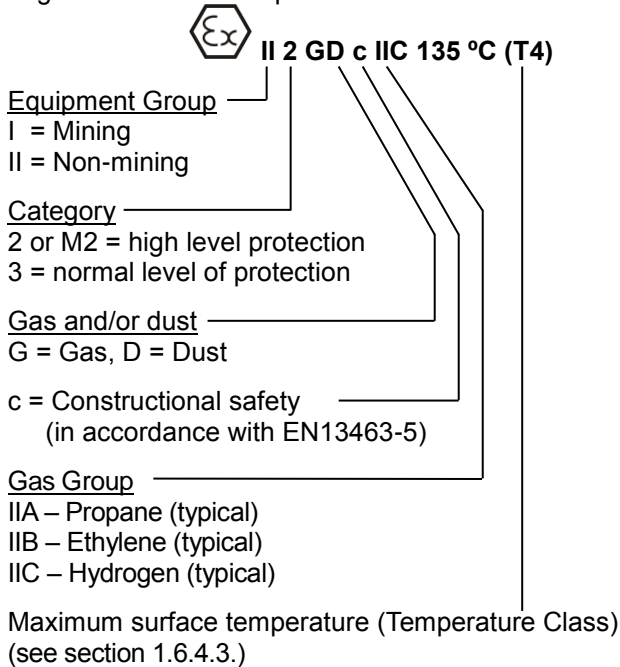 Ex
II 2 GD c IIC 135 ºC (T4)
Equipment Group
I = Mining
II = Non-mining
Category
2 or M2 = high level protection
3 = normal level of protection
Gas and/or dust
G = Gas, D = Dust
c = Constructional safety
(in accordance with EN13463-5)
Gas Group
IIA – Propane (typical)
IIB – Ethylene (typical)
IIC – Hydrogen (typical)
Maximum surface temperature (Temperature Class)
(see section 1.6.4.3.)